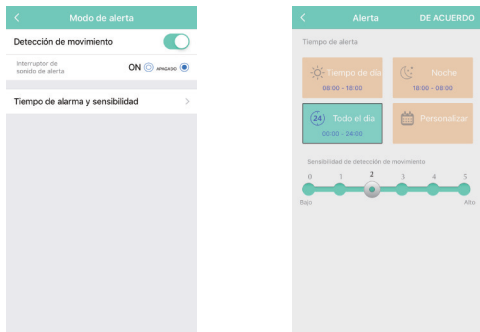 Modo de alerta
Detección de movimiento
Interruptor de
sonido de alerta
ON
APAGADO
Tiempo de alarma y sensibilidad
Alerta
DE ACUERDO
Tiempo de alerta
Tiempo de día
08:00 - 18:00
Noche
18:00 - 08:00
24
Todo el día
00:00 - 24:00
Personalizar
Sensibilidad de detección de movimiento
0 1 2 3 4 5
Bajo
Alto